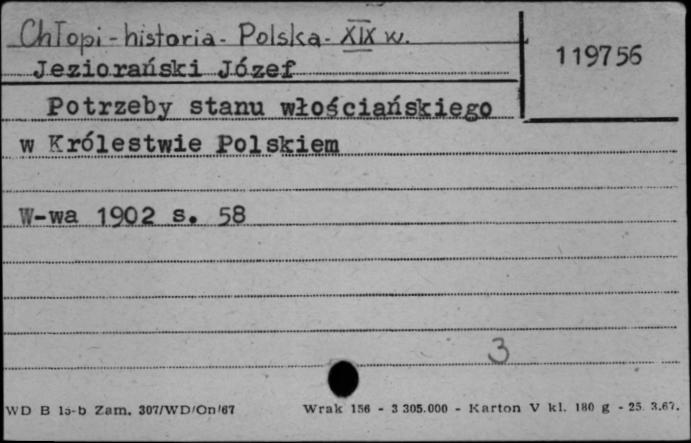 Chłopi - historia - Polska - XIX w.
119756
Jeziorański Józef
Potrzeby stanu włościańskiego
w Królestwie Polskiem
W-wa 1902 s. 58
3
WD B 15-b Zam. 307/WD/On/67
Wrak 156 - 3 305.000 - Karton V kl. 180 g - 25. 3.67.